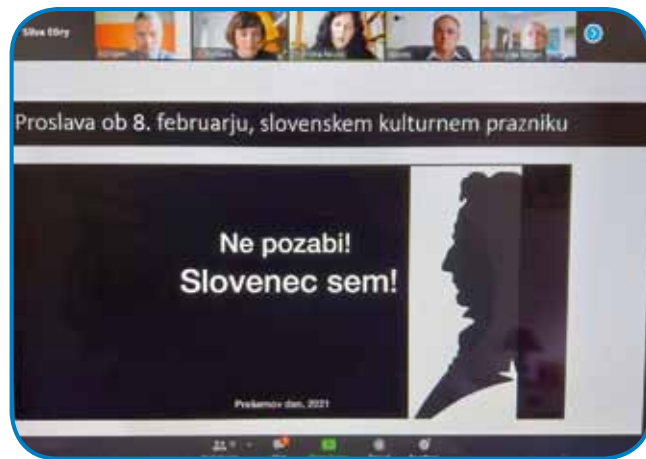 Silva Eöry
Proslava ob 8. februarju, slovenskem kulturnem prazniku
Ne pozabi!
Slovenec sem!
Prešernov dan, 2021